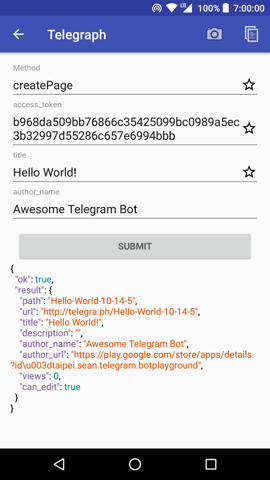 100% 7:00:00
Telegraph
Method
createPage
access_token
b968da509bb76866c35425099bc0989a5ec
3b32997d55286c657e6994bbb
title
Hello World!
author_name
Awesome Telegram Bot
SUBMIT
{
"ok": true,
"result": {
"path": "Hello-World-10-14-5",
"url": "http://telegra.ph/Hello-World-10-14-5",
"title": "Hello World!",
"description": "",
"author_name": "Awesome Telegram Bot",
"author_url": "https://play.google.com/store/apps/details
?id\u003dtaipei.sean.telegram.botplayground",
"views": 0,
"can_edit": true
}
}